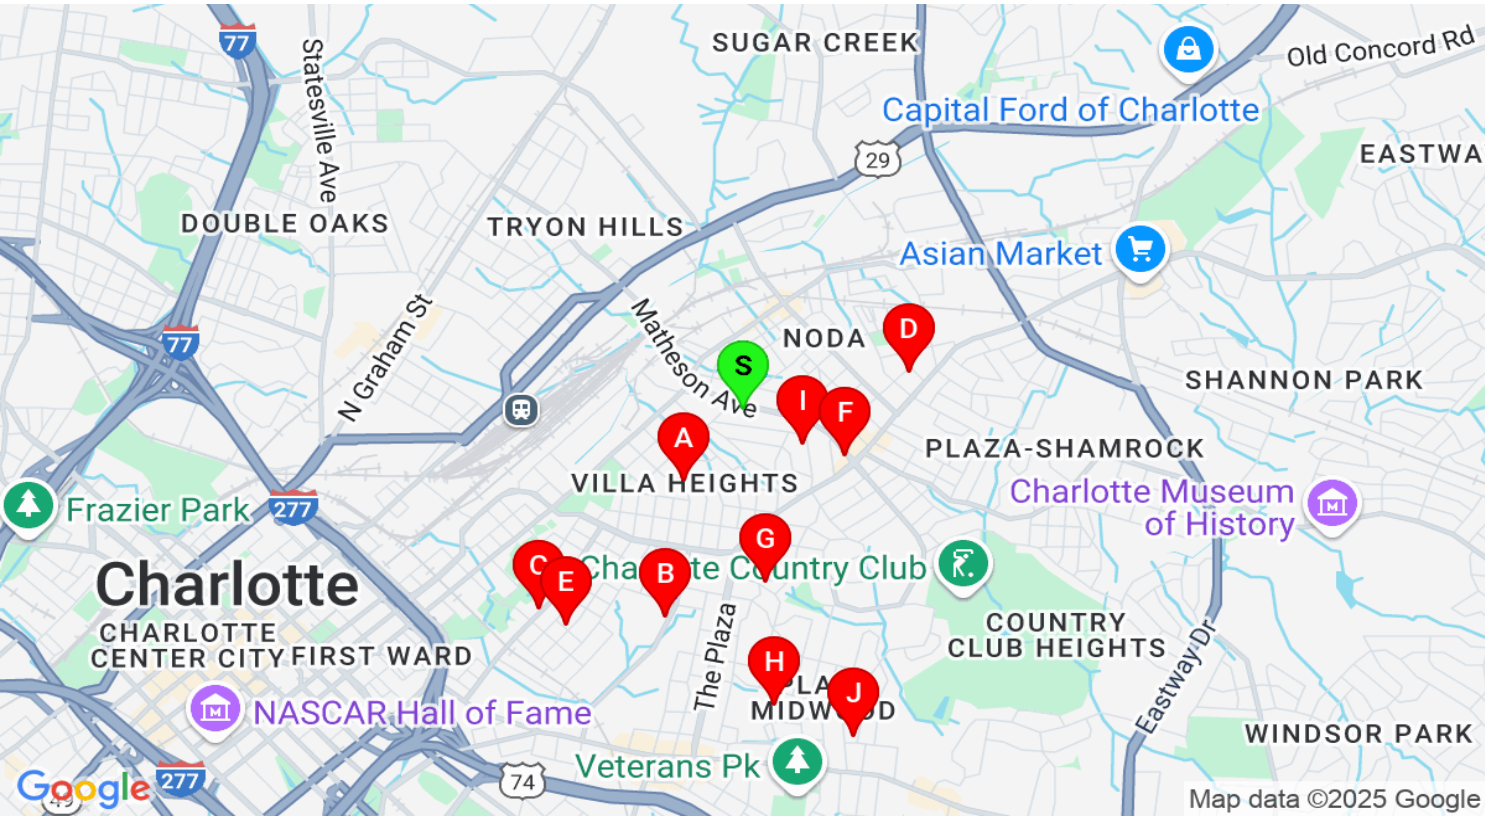 77
Statesville Ave
SUGAR CREEK
Old Concord Rd
Capital Ford of Charlotte
29
EASTWA
DOUBLE OAKS
TRYON HILLS
Asian Market
N Graham St
77
Matheson Ave
NODA
D
S
SHANNON PARK
I
F
A
PLAZA-SHAMROCK
VILLA HEIGHTS
Charlotte Museum
of History
Frazier Park
277
G
C
E
B
Country Club
Charlotte
COUNTRY
CLUB HEIGHTS
CHARLOTTE
CENTER CITY
FIRST WARD
The Plaza
Eastway Dr
H
J
MIDWOOD
NASCAR Hall of Fame
WINDSOR PARK
Veterans Pk
74
277
Google
Map data ©2025 Google